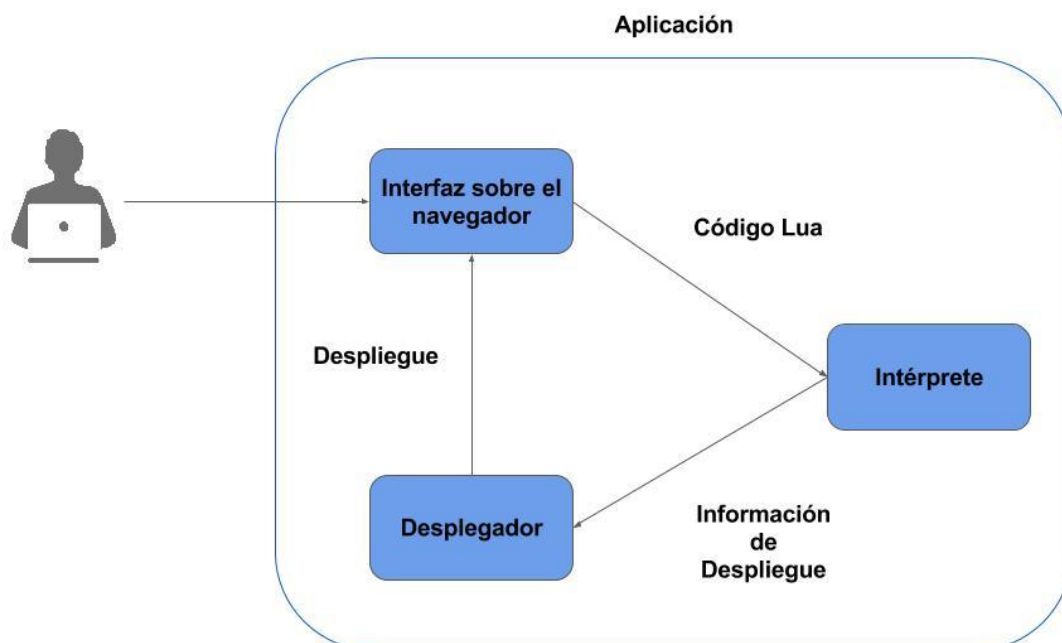 Aplicación
Interfaz sobre el
navegador
Código Lua
Despliegue
Intérprete
Desplegador
Información
de
Despliegue